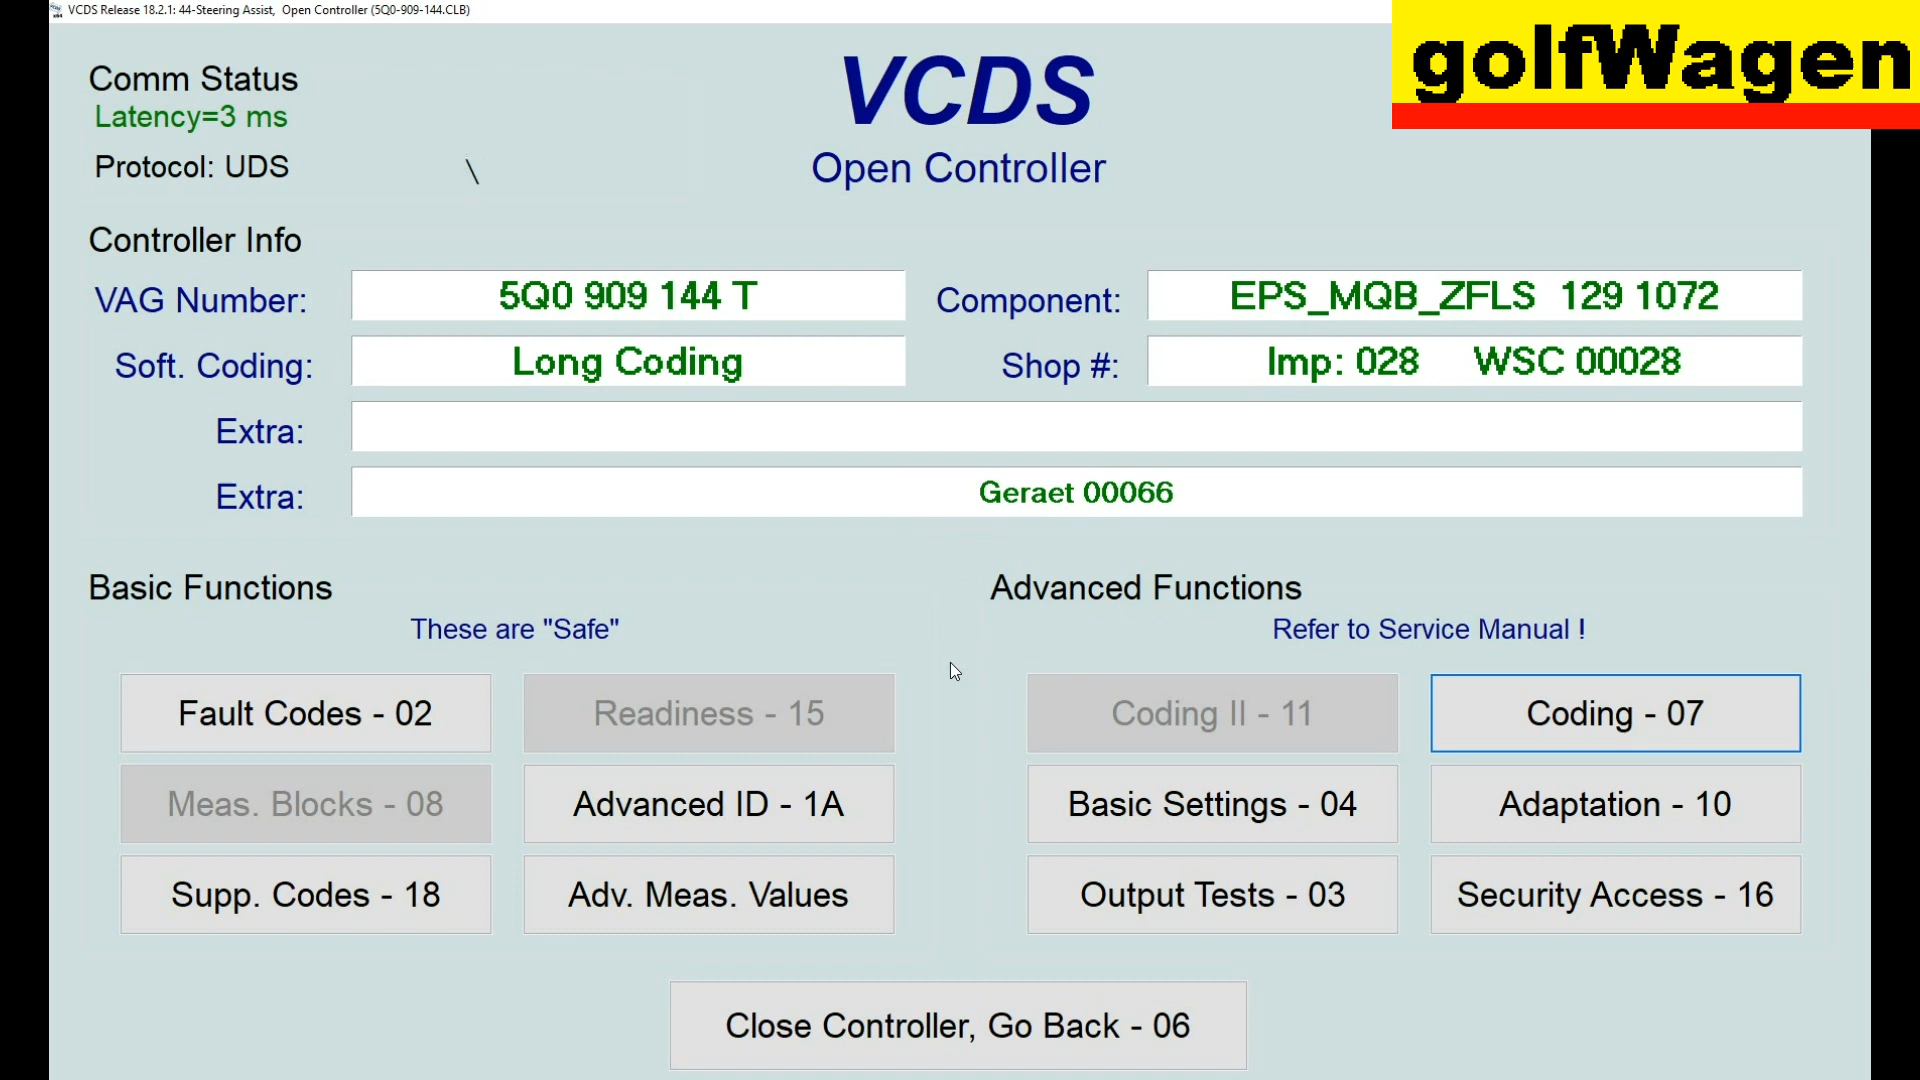 VCDS Release 18.2.1: 44-Steering Assist, Open Controller (5Q0-909-144.CLB)
golfWagen
Comm Status
Latency=3 ms
Protocol: UDS \
VCDS
Open Controller
Controller Info
VAG Number: 5Q0 909 144 T Component: EPS_MQB_ZFLS 129 1072
Soft. Coding: Long Coding Shop #: Imp: 028 WSC 00028
Extra:
Extra: Geraet 00066
Basic Functions
These are "Safe"
Fault Codes - 02 Readiness - 15
Meas. Blocks - 08 Advanced ID - 1A
Supp. Codes - 18 Adv. Meas. Values
Advanced Functions
Refer to Service Manual !
Coding II - 11 Coding - 07
Basic Settings - 04 Adaptation - 10
Output Tests - 03 Security Access - 16
Close Controller, Go Back - 06